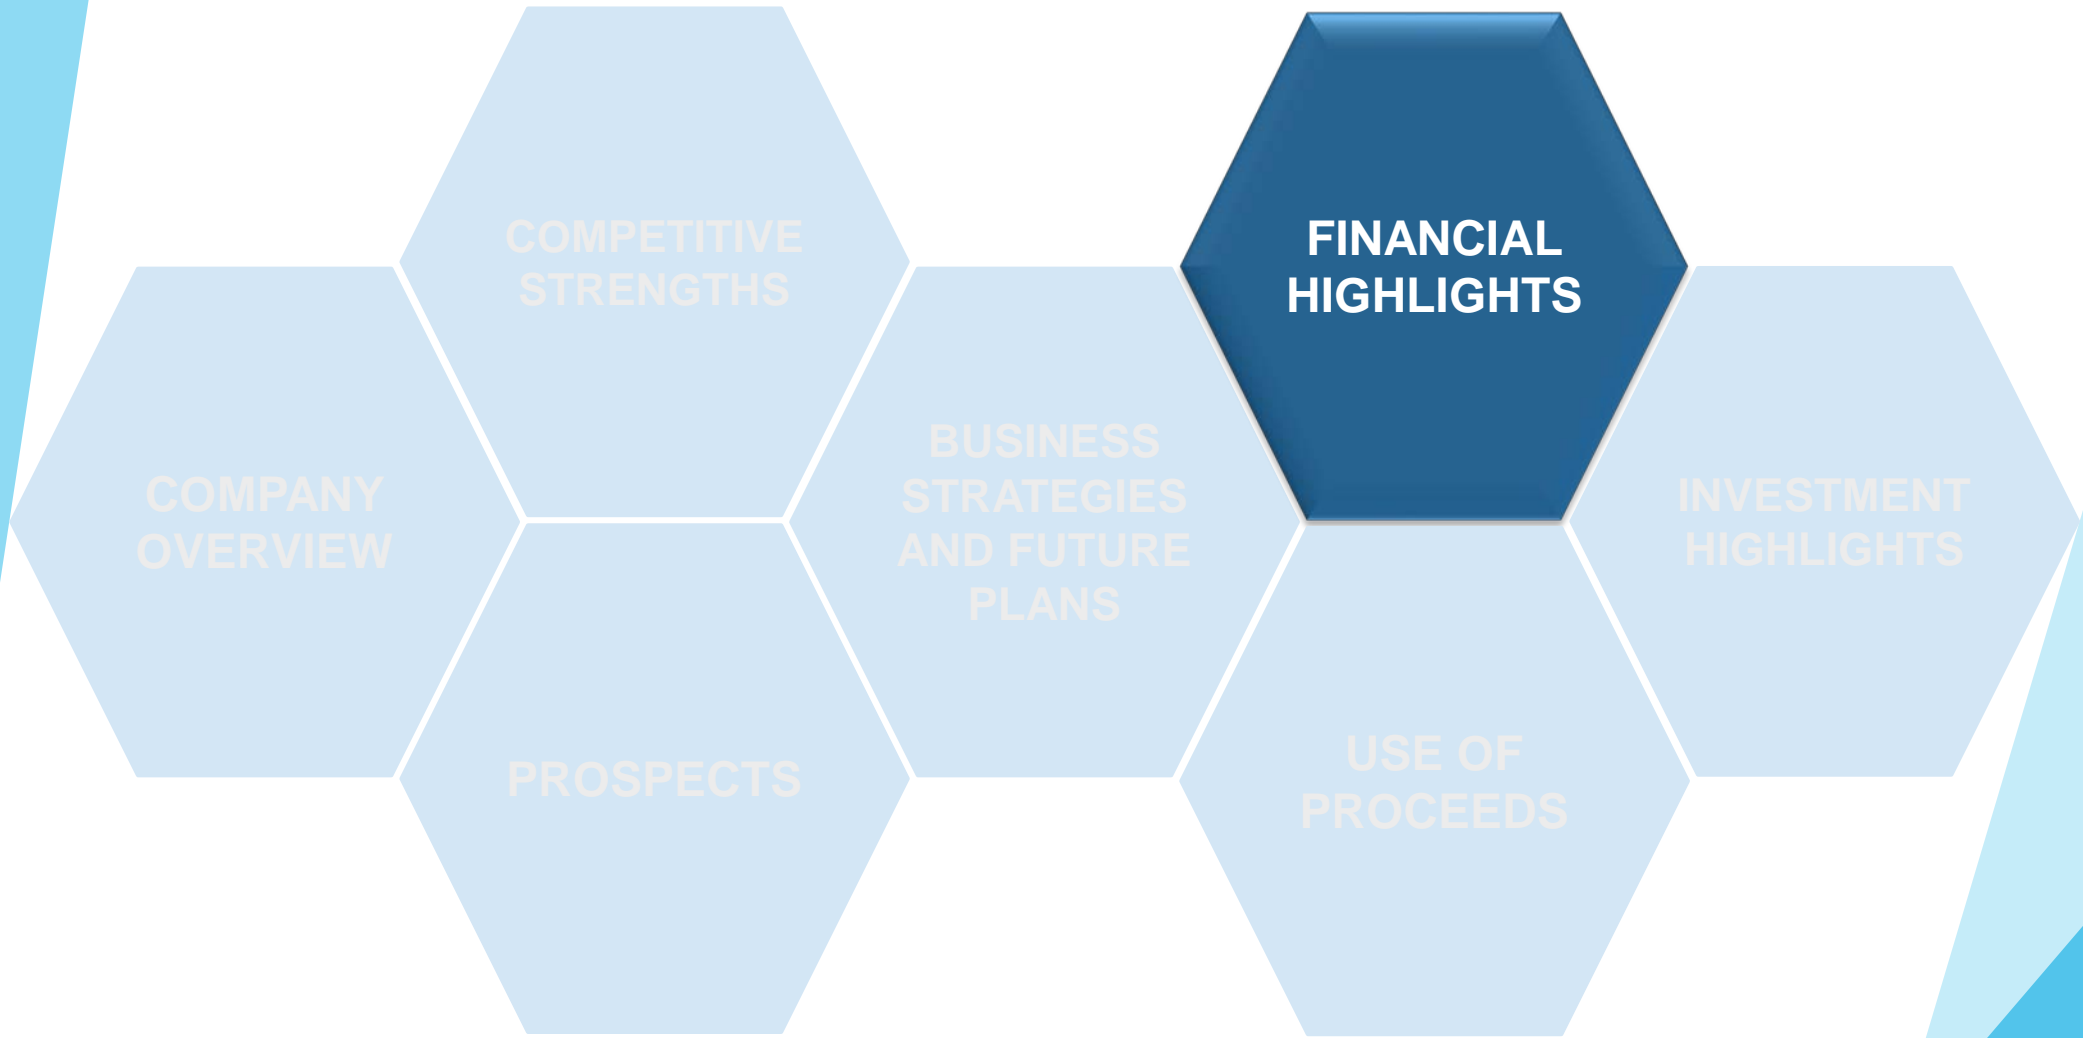 COMPANY
OVERVIEW
COMPETITIVE
STRENGTHS
PROSPECTS
BUSINESS
STRATEGIES
AND FUTURE
PLANS
FINANCIAL
HIGHLIGHTS
USE OF
PROCEEDS
INVESTMENT
HIGHLIGHTS